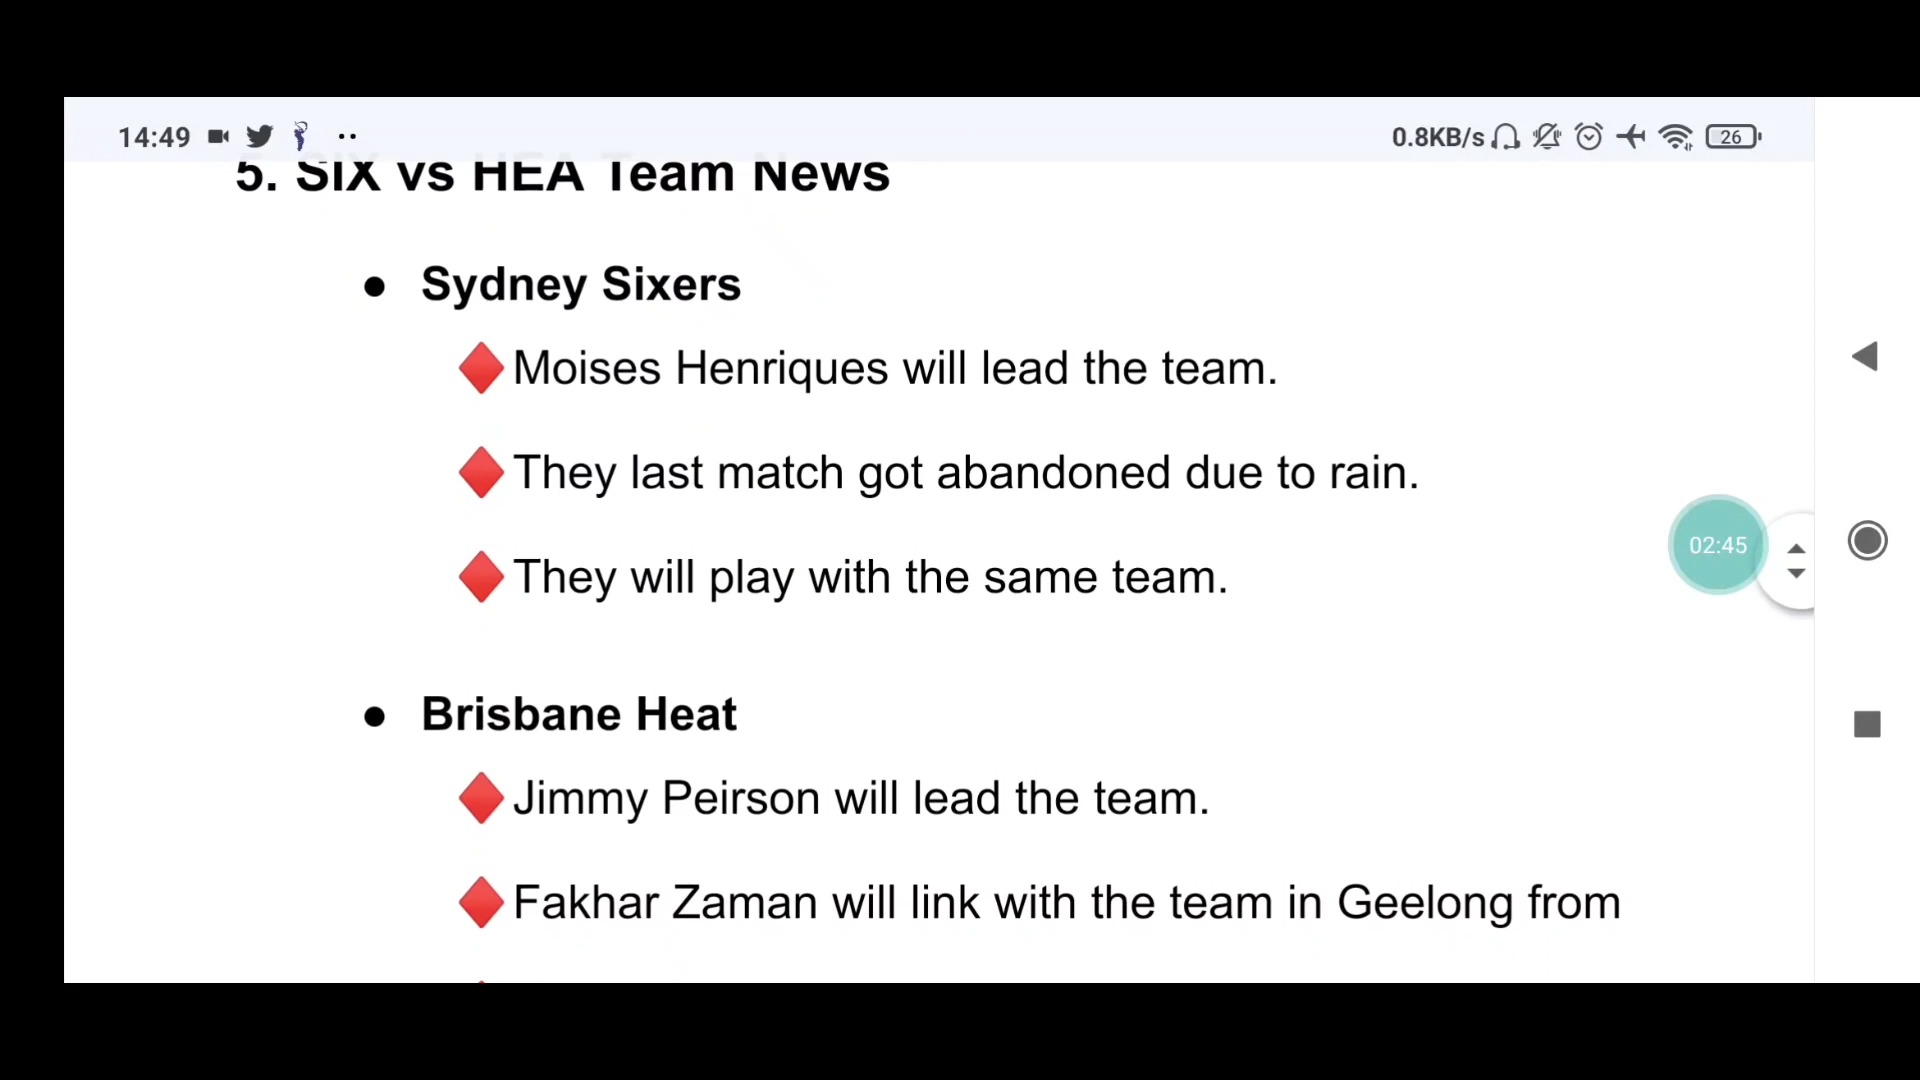 14:49
0.8KB/s
26
5. SIX vs HEA Team News
● Sydney Sixers
Moises Henriques will lead the team.
They last match got abandoned due to rain.
They will play with the same team.
02:45
● Brisbane Heat
Jimmy Peirson will lead the team.
Fakhar Zaman will link with the team in Geelong from